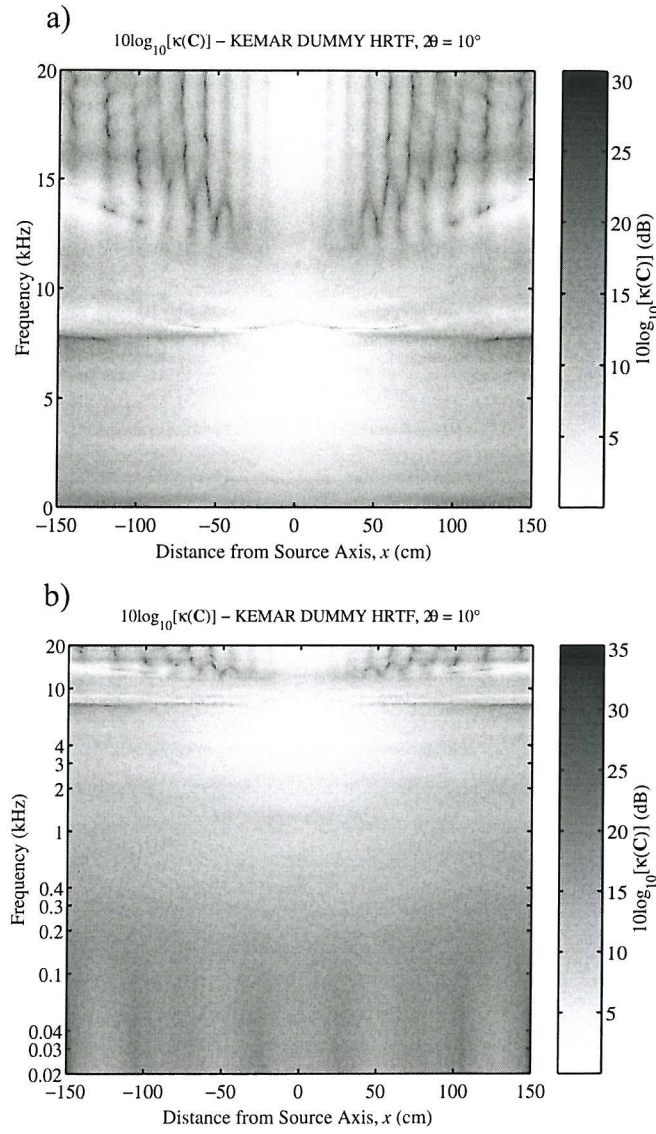 a)
10log10[κ(C)] – KEMAR DUMMY HRTF, 2θ = 10°
20
15
10
5
0
Frequency (kHz)
−150 −100 −50 0 50 100 150
Distance from Source Axis, x (cm)
30
25
20
15
10
5
10log10[κ(C)] (dB)
b)
10log10[κ(C)] – KEMAR DUMMY HRTF, 2θ = 10°
20
10
4
3
2
1
0.4
0.3
0.2
0.1
0.04
0.03
0.02
Frequency (kHz)
−150 −100 −50 0 50 100 150
Distance from Source Axis, x (cm)
35
30
25
20
15
10
5
10log10[κ(C)] (dB)